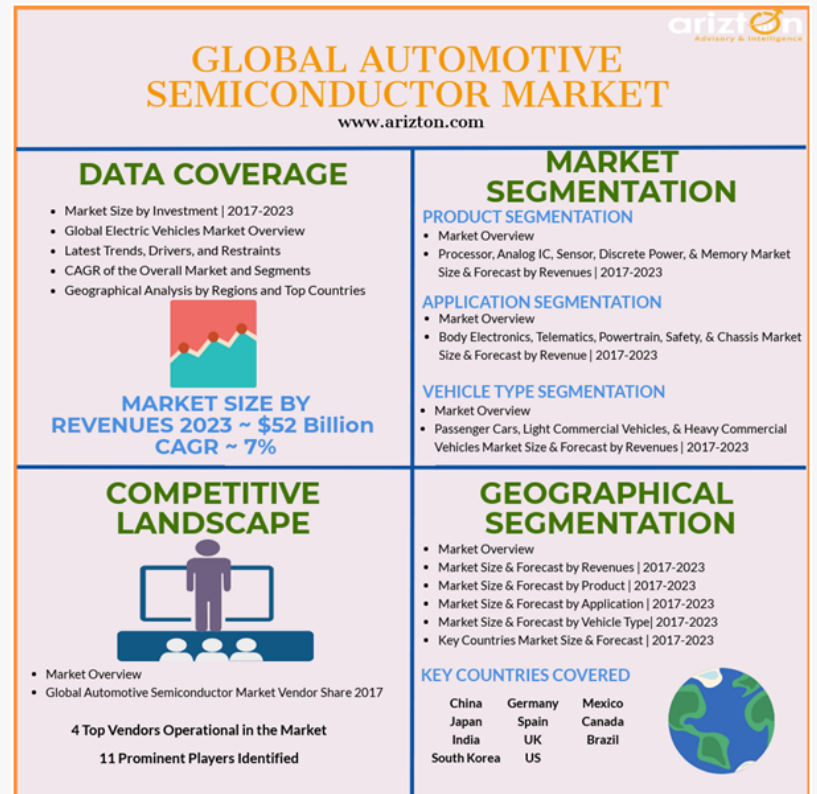 arizton
Advisory & Intelligence
GLOBAL AUTOMOTIVE
SEMICONDUCTOR MARKET
www.arizton.com
DATA COVERAGE
• Market Size by Investment | 2017-2023
• Global Electric Vehicles Market Overview
• Latest Trends, Drivers, and Restraints
• CAGR of the Overall Market and Segments
• Geographical Analysis by Regions and Top Countries
MARKET SIZE BY
REVENUES 2023 ~ $52 Billion
CAGR ~ 7%
MARKET
SEGMENTATION
PRODUCT SEGMENTATION
• Market Overview
• Processor, Analog IC, Sensor, Discrete Power, & Memory Market
Size & Forecast by Revenues | 2017-2023
APPLICATION SEGMENTATION
• Market Overview
• Body Electronics, Telematics, Powertrain, Safety, & Chassis Market
Size & Forecast by Revenue | 2017-2023
VEHICLE TYPE SEGMENTATION
• Market Overview
• Passenger Cars, Light Commercial Vehicles, & Heavy Commercial
Vehicles Market Size & Forecast by Revenues | 2017-2023
COMPETITIVE
LANDSCAPE
• Market Overview
• Global Automotive Semiconductor Market Vendor Share 2017
4 Top Vendors Operational in the Market
11 Prominent Players Identified
GEOGRAPHICAL
SEGMENTATION
• Market Overview
• Market Size & Forecast by Revenues | 2017-2023
• Market Size & Forecast by Product | 2017-2023
• Market Size & Forecast by Application| 2017-2023
• Market Size & Forecast by Vehicle Type| 2017-2023
• Key Countries Market Size & Forecast | 2017-2023
KEY COUNTRIES COVERED
China Germany Mexico
Japan Spain Canada
India UK Brazil
South Korea US